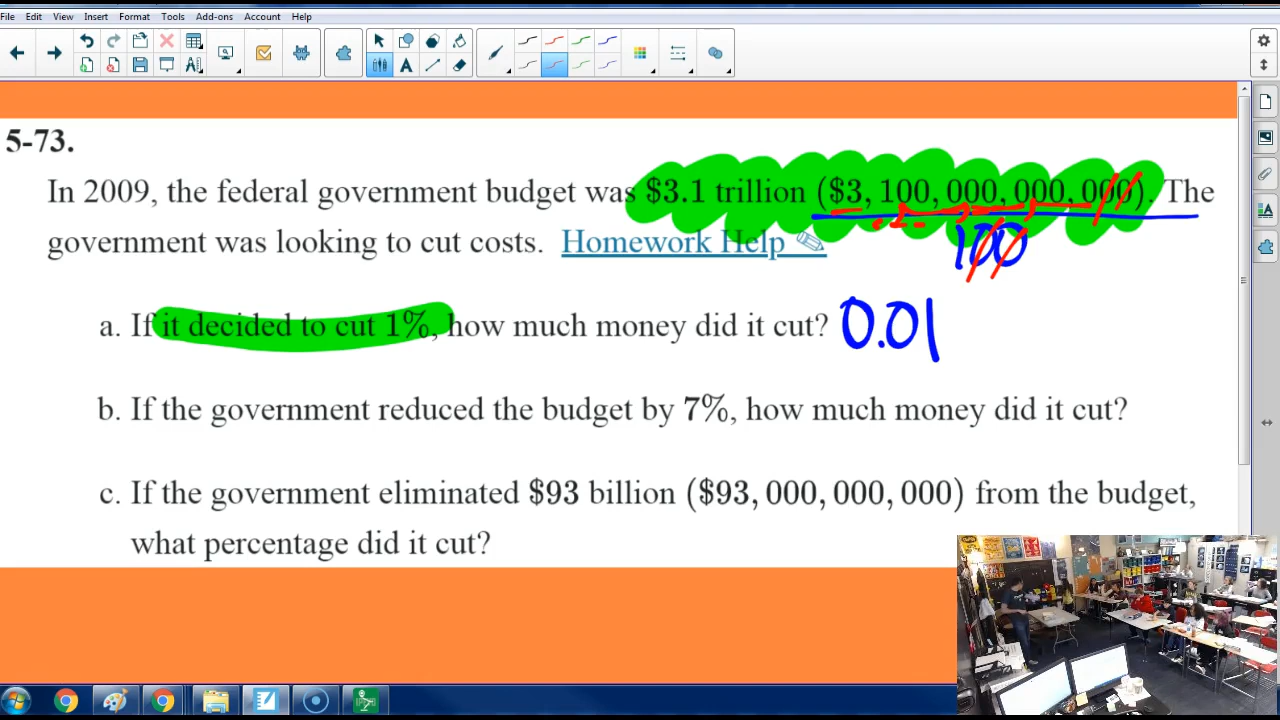 File Edit View Insert Format Tools Add-ons Account Help
5-73.
In 2009, the federal government budget was $3.1 trillion ($3, 100, 000, 000, 000). The
100
government was looking to cut costs. Homework Help
a. If it decided to cut 1%, how much money did it cut? 0.01
b. If the government reduced the budget by 7%, how much money did it cut?
c. If the government eliminated $93 billion ($93, 000, 000, 000) from the budget,
what percentage did it cut?